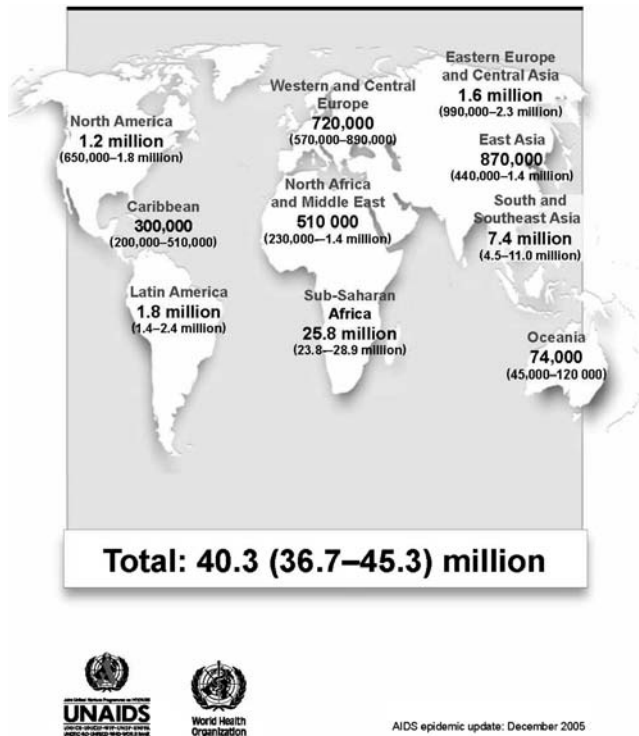 Eastern Europe
and Central Asia
1.6 million
(990,000–2.3 million)
Western and Central
Europe
720,000
(570,000–890,000)
North America
1.2 million
(650,000–1.8 million)
East Asia
870,000
(440,000–1.4 million)
North Africa
and Middle East
510 000
(230,000–1.4 million)
Caribbean
300,000
(200,000–510,000)
South and
Southeast Asia
7.4 million
(4.5–11.0 million)
Latin America
1.8 million
(1.4–2.4 million)
Sub-Saharan
Africa
25.8 million
(23.8–28.9 million)
Oceania
74,000
(45,000–120 000)
Total: 40.3 (36.7–45.3) million
UNAIDS
World Health
Organization
AIDS epidemic update: December 2005